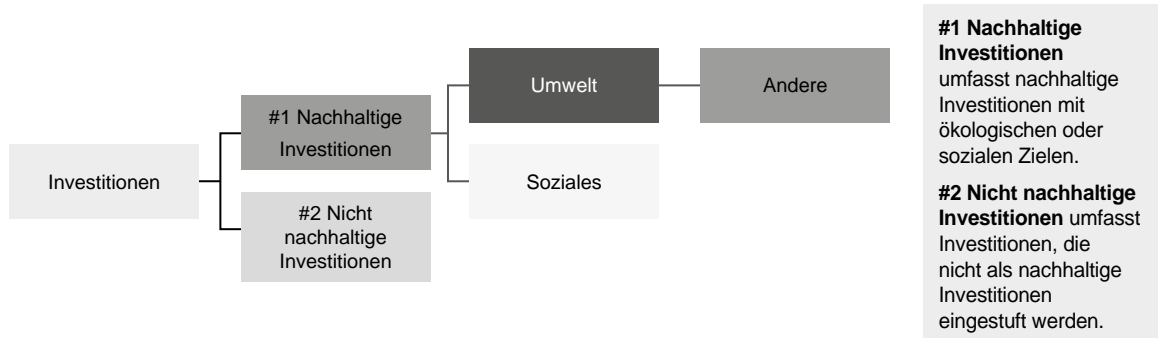 Investitionen
#1 Nachhaltige
Investitionen
#2 Nicht
nachhaltige
Investitionen
Umwelt
Soziales
Andere
#1 Nachhaltige
Investitionen
umfasst nachhaltige
Investitionen mit
ökologischen oder
sozialen Zielen.
#2 Nicht nachhaltige
Investitionen umfasst
Investitionen, die
nicht als nachhaltige
Investitionen
eingestuft werden.